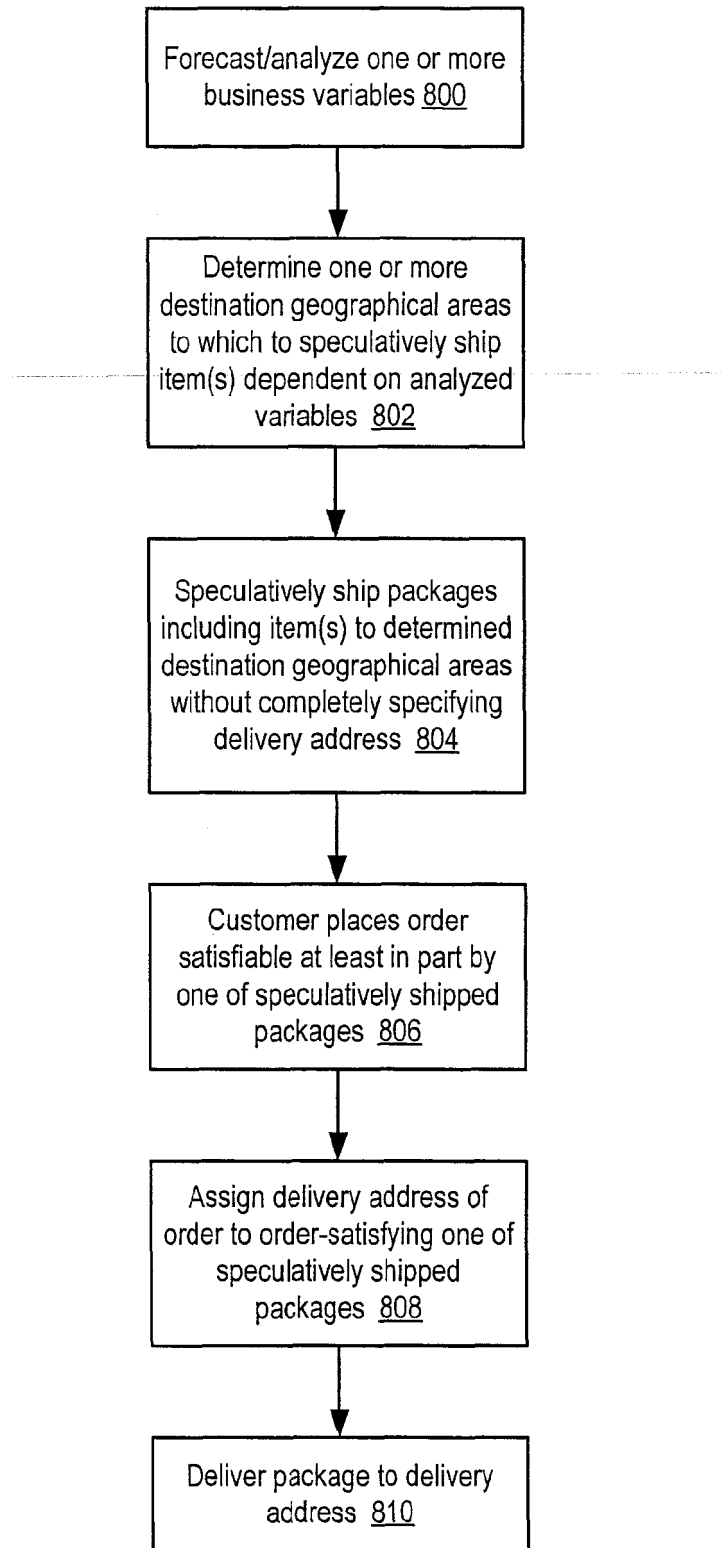 Forecast/analyze one or more
business variables 800
Determine one or more
destination geographical areas
to which to speculatively ship
item(s) dependent on analyzed
variables 802
Speculatively ship packages
including item(s) to determined
destination geographical areas
without completely specifying
delivery address 804
Customer places order
satisfiable at least in part by
one of speculatively shipped
packages 806
Assign delivery address of
order to order-satisfying one of
speculatively shipped
packages 808
Deliver package to delivery
address 810